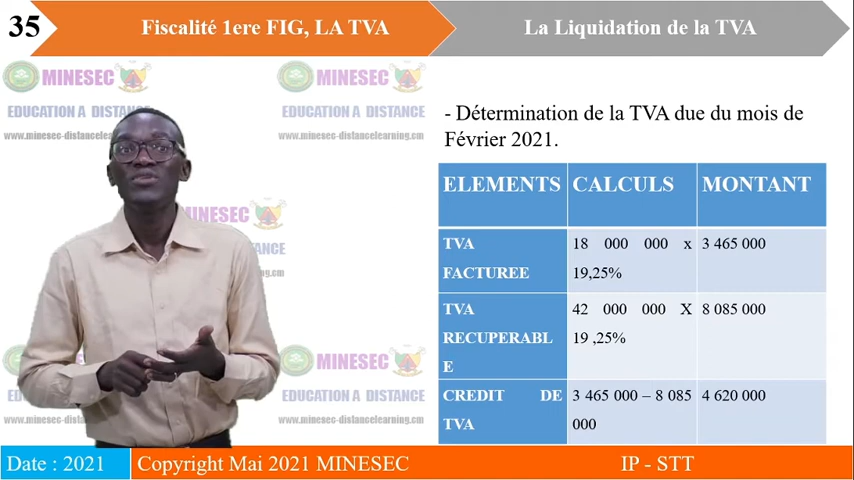 35
Fiscalité 1ere FIG, LA TVA
La Liquidation de la TVA
MINESEC
EDUCATION A DISTANCE
www.minesec-distancelearning.cm
MINESEC
EDUCATION A DISTANCE
www.minesec-distancelearning.cm
- Détermination de la TVA due du mois de
Février 2021.
ELEMENTS CALCULS MONTANT
TVA
FACTUREE
18 000 000 x
19,25%
3 465 000
TVA
RECUPERABL
E
42 000 000 X
19 ,25%
8 085 000
CREDIT DE
TVA
3 465 000 – 8 085
000
4 620 000
MINESEC
MINESEC
EDUCATION A DISTANCE
www.minesec-distancelearning.cm
Date : 2021
Copyright Mai 2021 MINESEC
IP - STT